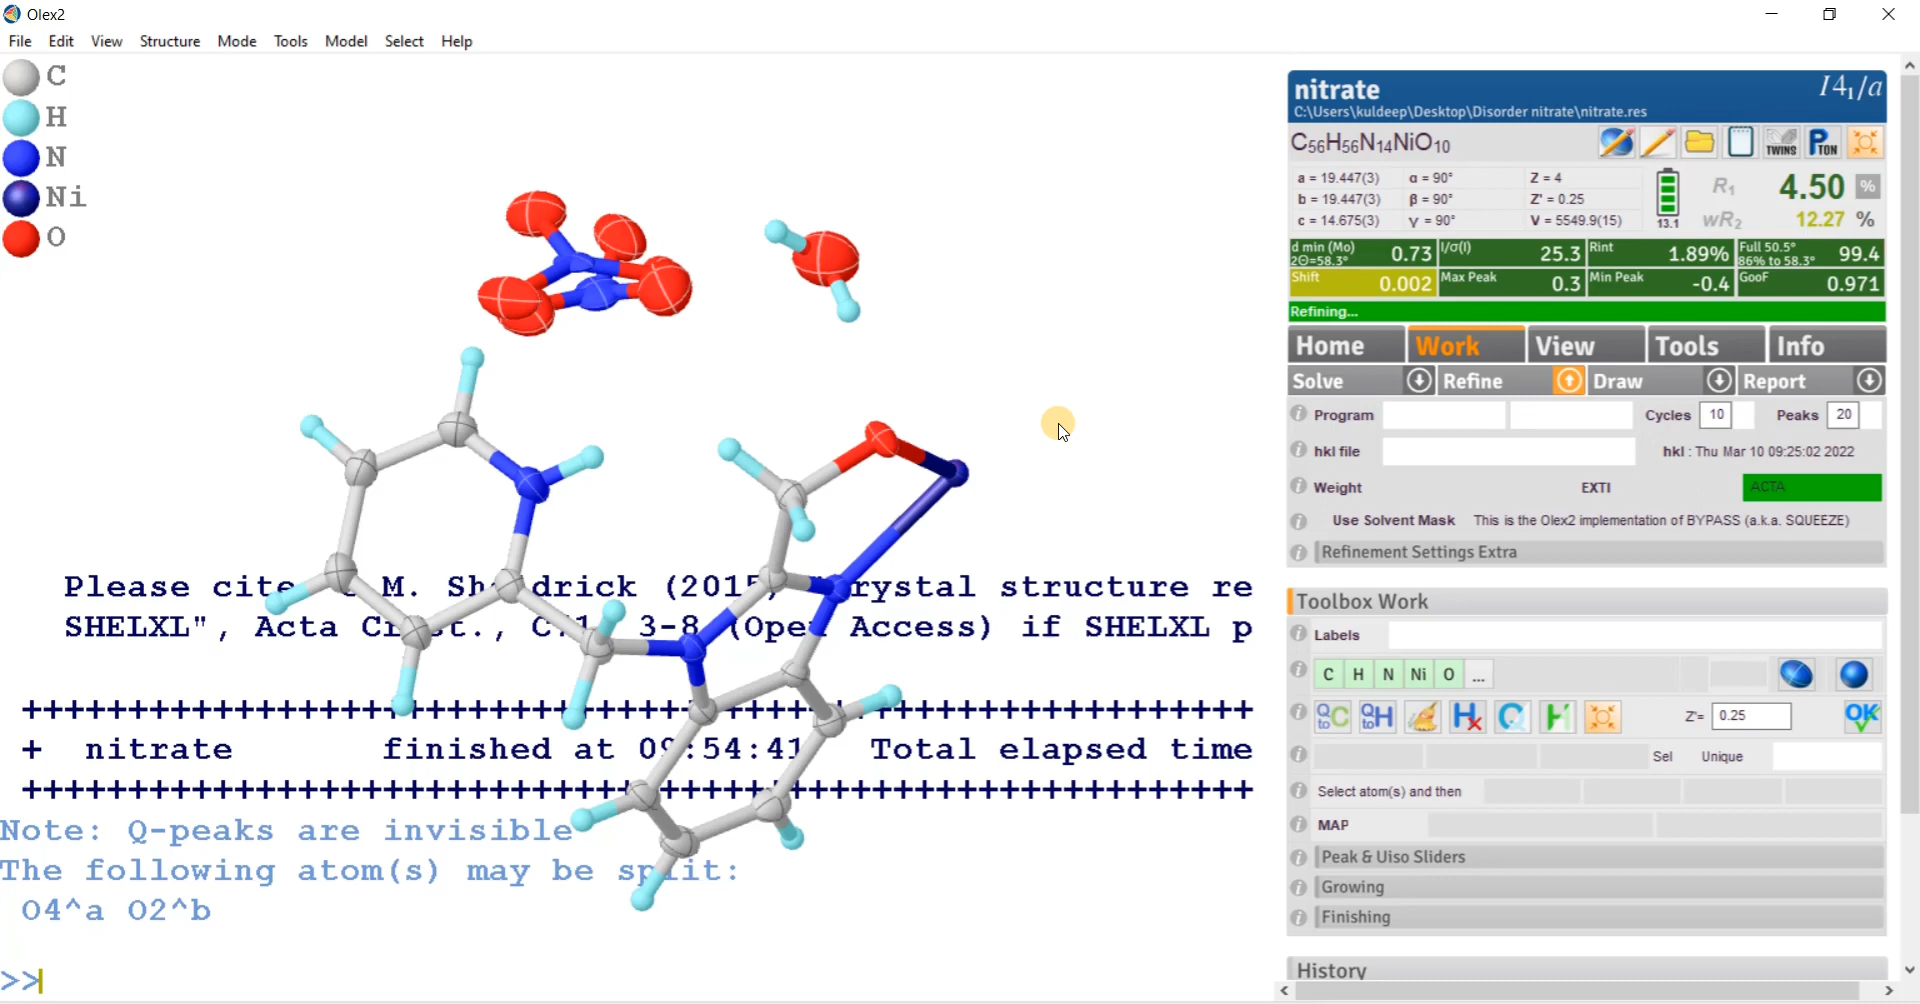 Olex2
File Edit View Structure Mode Tools Model Select Help
C
H
N
Ni
O
Please cite M. Sh drick (2015) rystal structure re
SHELXL", Acta C 3-8 (Open Access) if SHELXL p
++++++++++++++++++++++++++++++++++++++++++++++++++++++++++
+ nitrate finished at 09:54:41 Total elapsed time
++++++++++++++++++++++++++++++++++++++++++++++++++++++++++
Note: Q-peaks are invisible
The following atom(s) may be split:
O4^a O2^b
>>
nitrate I4₁/a
C:\Users\kuldeep\Desktop\Disorder nitrate\nitrate.res
C₅₆H₅₆N₁₄NiO₁₀ TWINS PTON
a = 19.447(3) α = 90° Z = 4
b = 19.447(3) β = 90° Z' = 0.25
c = 14.675(3) γ = 90° V = 5549.9(15)
13.1
R₁ 4.50 %
wR₂ 12.27 %
d min (Mo) 2Θ=58.3° 0.73 I/σ(I) 25.3 Rint 1.89% Full 50.5° 86% to 58.3° 99.4
Shift 0.002 Max Peak 0.3 Min Peak -0.4 GooF 0.971
Refining...
Home Work View Tools Info
Solve Refine Draw Report
Program Cycles 10 Peaks 20
hkl file hkl : Thu Mar 10 09:25:02 2022
Weight EXTI ACTA
Use Solvent Mask This is the Olex2 implementation of BYPASS (a.k.a. SQUEEZE)
Refinement Settings Extra
Toolbox Work
Labels
C H N Ni O ...
Q to C Q to H H Z'= 0.25 OK
Sel Unique
Select atom(s) and then
MAP
Peak & Uiso Sliders
Growing
Finishing
History